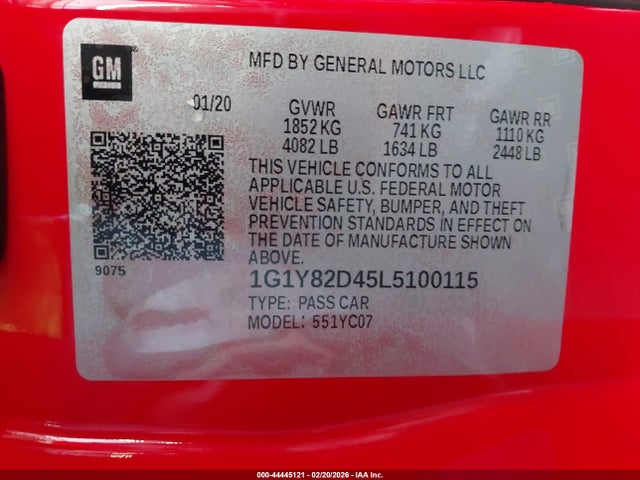 GM
MFD BY GENERAL MOTORS LLC
01/20 GVWR GAWR FRT GAWR RR
1852 KG 741 KG 1110 KG
4082 LB 1634 LB 2448 LB
THIS VEHICLE CONFORMS TO ALL
APPLICABLE U.S. FEDERAL MOTOR
VEHICLE SAFETY, BUMPER, AND THEFT
PREVENTION STANDARDS IN EFFECT ON
THE DATE OF MANUFACTURE SHOWN
ABOVE.
9075
1G1Y82D45L5100115
TYPE: PASS CAR
MODEL: 551YC07
000-44445121 - 02/20/2026 - IAA Inc.